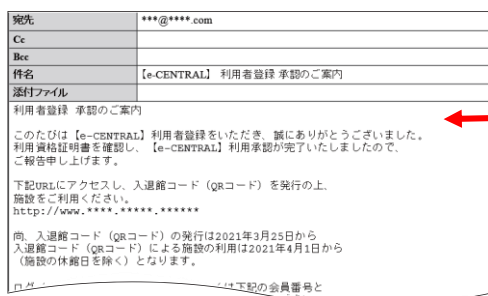 宛先 ***@****.com
Cc
Bcc
件名 【e-CENTRAL】 利用者登録 承認のご案内
添付ファイル
利用者登録 承認のご案内
このたびは【e-CENTRAL】利用者登録をいただき、誠にありがとうございました。
利用資格証明書を確認し、【e-CENTRAL】利用承認が完了いたしましたので、
ご報告申し上げます。
下記URLにアクセスし、入退館コード（QRコード）を発行の上、
施設をご利用ください。
http://www.****.*****.******
尚、入退館コード（QRコード）の発行は2021年3月25日から
入退館コード（QRコード）による施設の利用は2021年4月1日から
（施設の休館日を除く）となります。
は下記の会員番号と